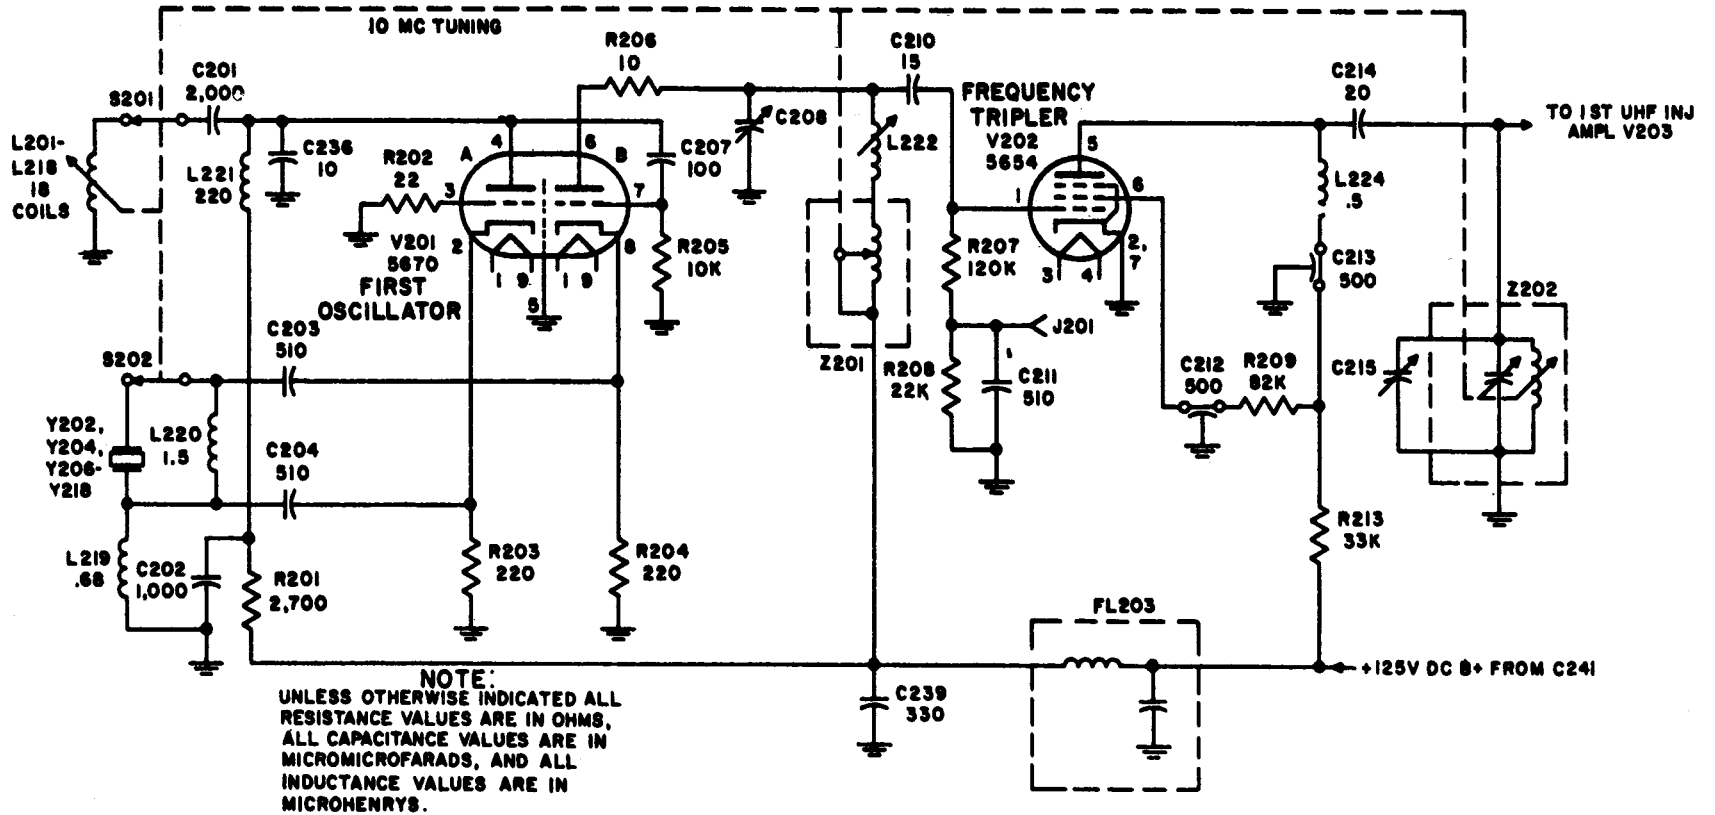 10 MC TUNING
R206
10
C210
15
C201
2,000
S201
L201-
L218
18
COILS
L221
220
C236
10
R202
22
A
4
6
B
3
7
C207
100
C208
L222
FREQUENCY
TRIPLER
V202
5654
5
1
6
C214
20
TO 1ST UHF INJ
AMPL V203
L224
.5
2
V201
5670
FIRST
OSCILLATOR
8
1 9 1 9
5
R205
10K
R207
120K
2,
7
3 4
C213
500
Z202
C203
510
S202
Z201
J201
R208
22K
C211
510
C212
500
R209
82K
C215
Y202,
Y204,
Y206-
Y218
L220
1.5
C204
510
L219
.68
C202
1,000
R201
2,700
R203
220
R204
220
R213
33K
FL203
+125V DC B+ FROM C241
C239
330
NOTE:
UNLESS OTHERWISE INDICATED ALL
RESISTANCE VALUES ARE IN OHMS,
ALL CAPACITANCE VALUES ARE IN
MICROMICROFARADS, AND ALL
INDUCTANCE VALUES ARE IN
MICROHENRYS.